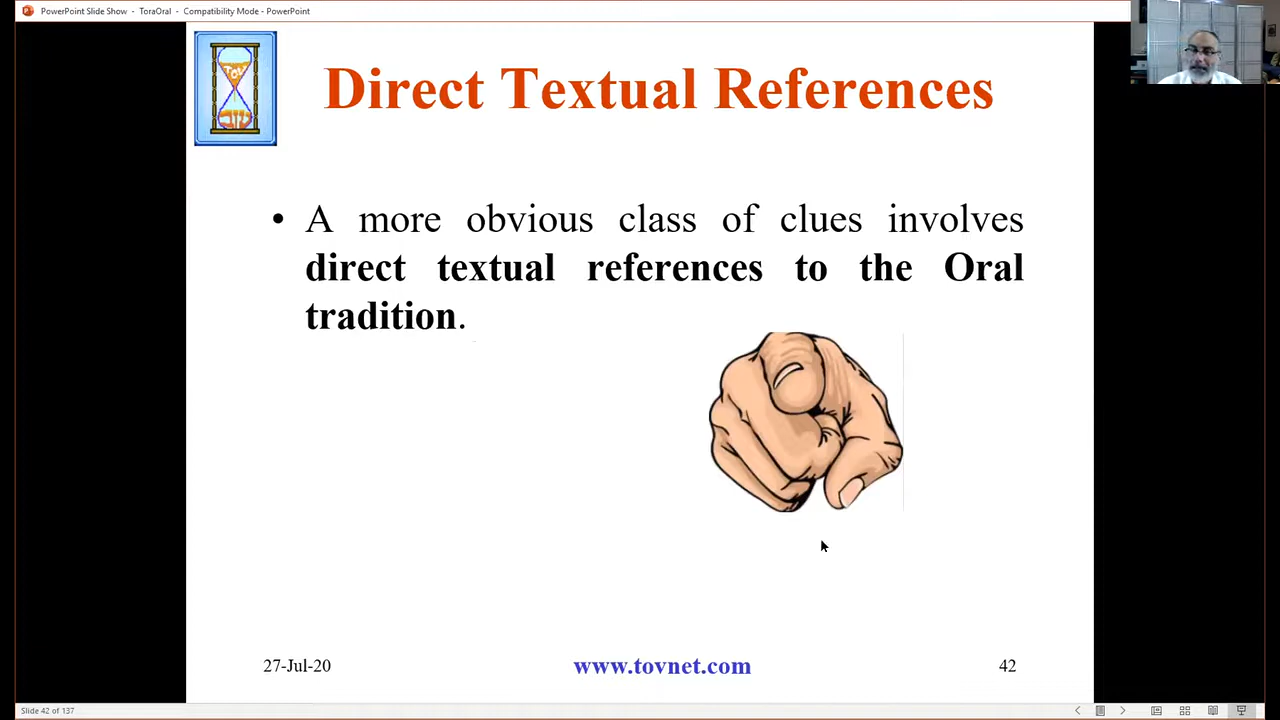 PowerPoint Slide Show - ToraOral - Compatibility Mode - PowerPoint
Direct Textual References
• A more obvious class of clues involves
direct textual references to the Oral
tradition.
27-Jul-20
www.tovnet.com
42
Slide 42 of 137